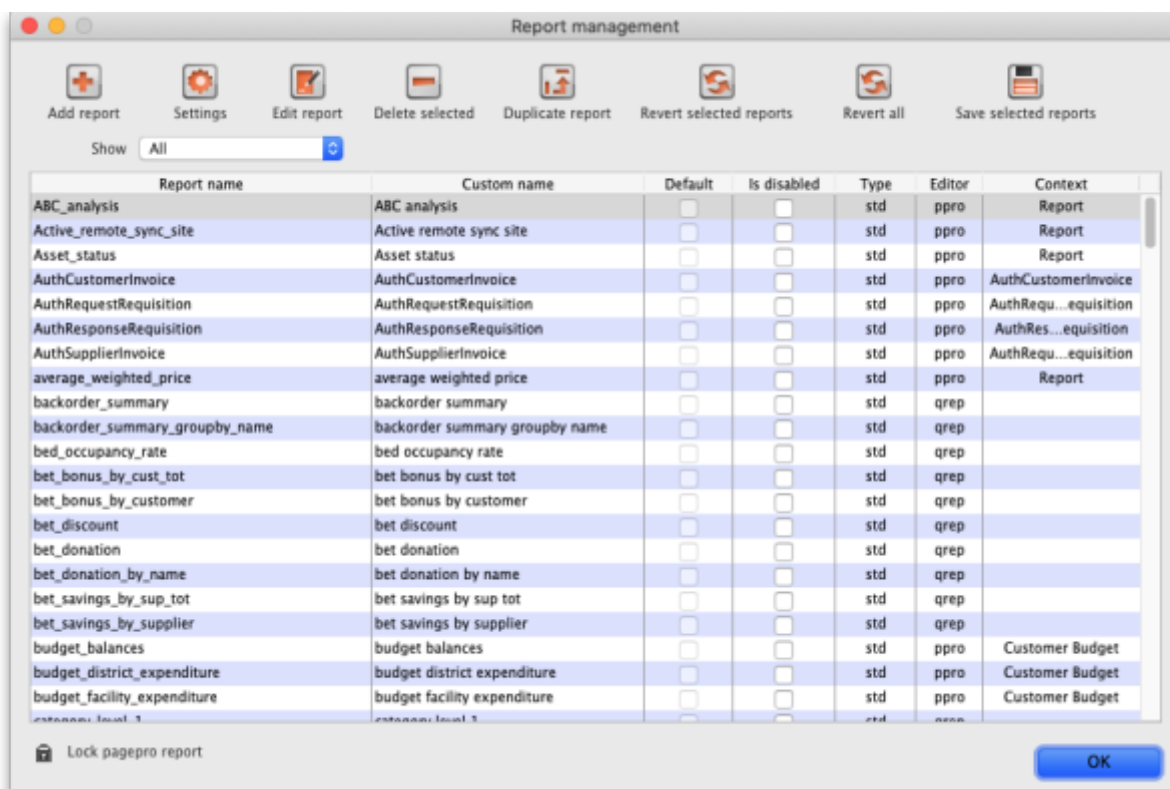 Report management
Add report Settings Edit report Delete selected Duplicate report Revert selected reports Revert all Save selected reports
Show All
Report name Custom name Default Is disabled Type Editor Context
ABC_analysis ABC analysis std ppro Report
Active_remote_sync_site Active remote sync site std ppro Report
Asset_status Asset status std ppro Report
AuthCustomerInvoice AuthCustomerInvoice std ppro AuthCustomerInvoice
AuthRequestRequisition AuthRequestRequisition std ppro AuthRequ...equisition
AuthResponseRequisition AuthResponseRequisition std ppro AuthRes...equisition
AuthSupplierInvoice AuthSupplierInvoice std ppro AuthRequ...equisition
average_weighted_price average weighted price std ppro Report
backorder_summary backorder summary std qrep
backorder_summary_groupby_name backorder summary groupby name std qrep
bed_occupancy_rate bed occupancy rate std qrep
bet_bonus_by_cust_tot bet bonus by cust tot std qrep
bet_bonus_by_customer bet bonus by customer std qrep
bet_discount bet discount std qrep
bet_donation bet donation std qrep
bet_donation_by_name bet donation by name std qrep
bet_savings_by_sup_tot bet savings by sup tot std qrep
bet_savings_by_supplier bet savings by supplier std qrep
budget_balances budget balances std ppro Customer Budget
budget_district_expenditure budget district expenditure std ppro Customer Budget
budget_facility_expenditure budget facility expenditure std ppro Customer Budget
category_level_1 category level 1 std qrep
Lock pagepro report
OK